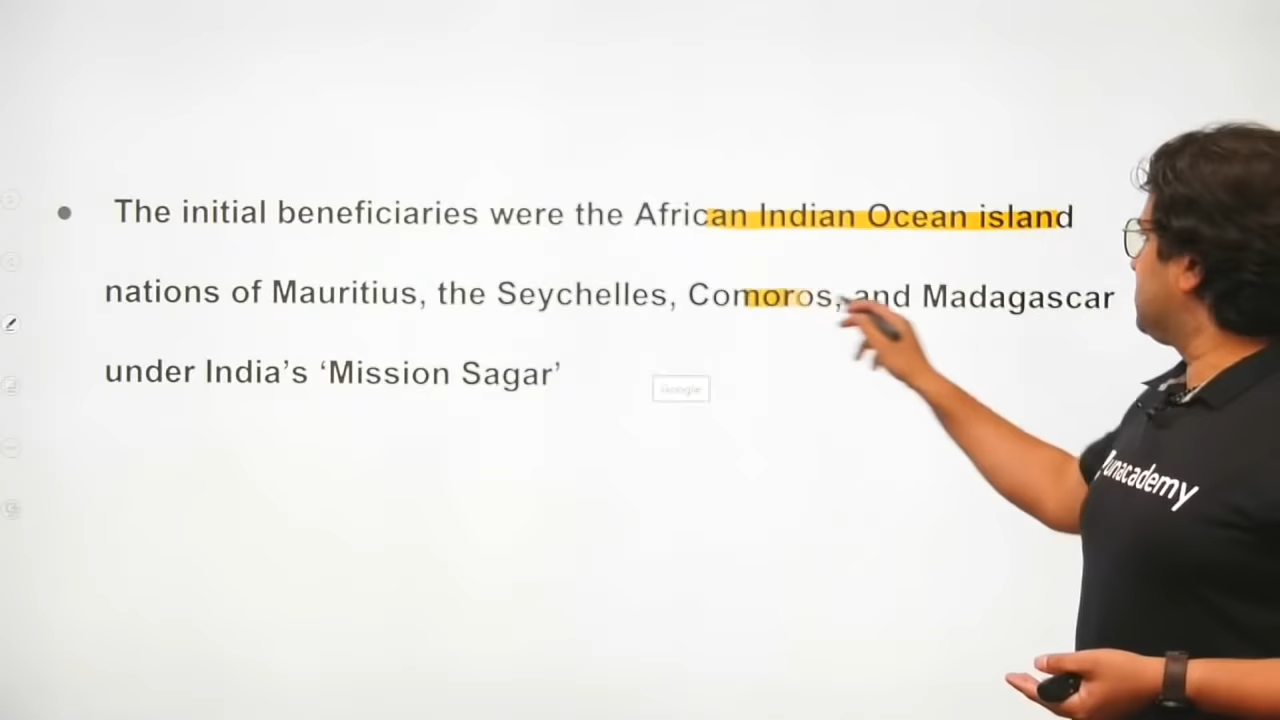 ● The initial beneficiaries were the African Indian Ocean island
nations of Mauritius, the Seychelles, Comoros, and Madagascar
under India’s ‘Mission Sagar’
Google
unacademy